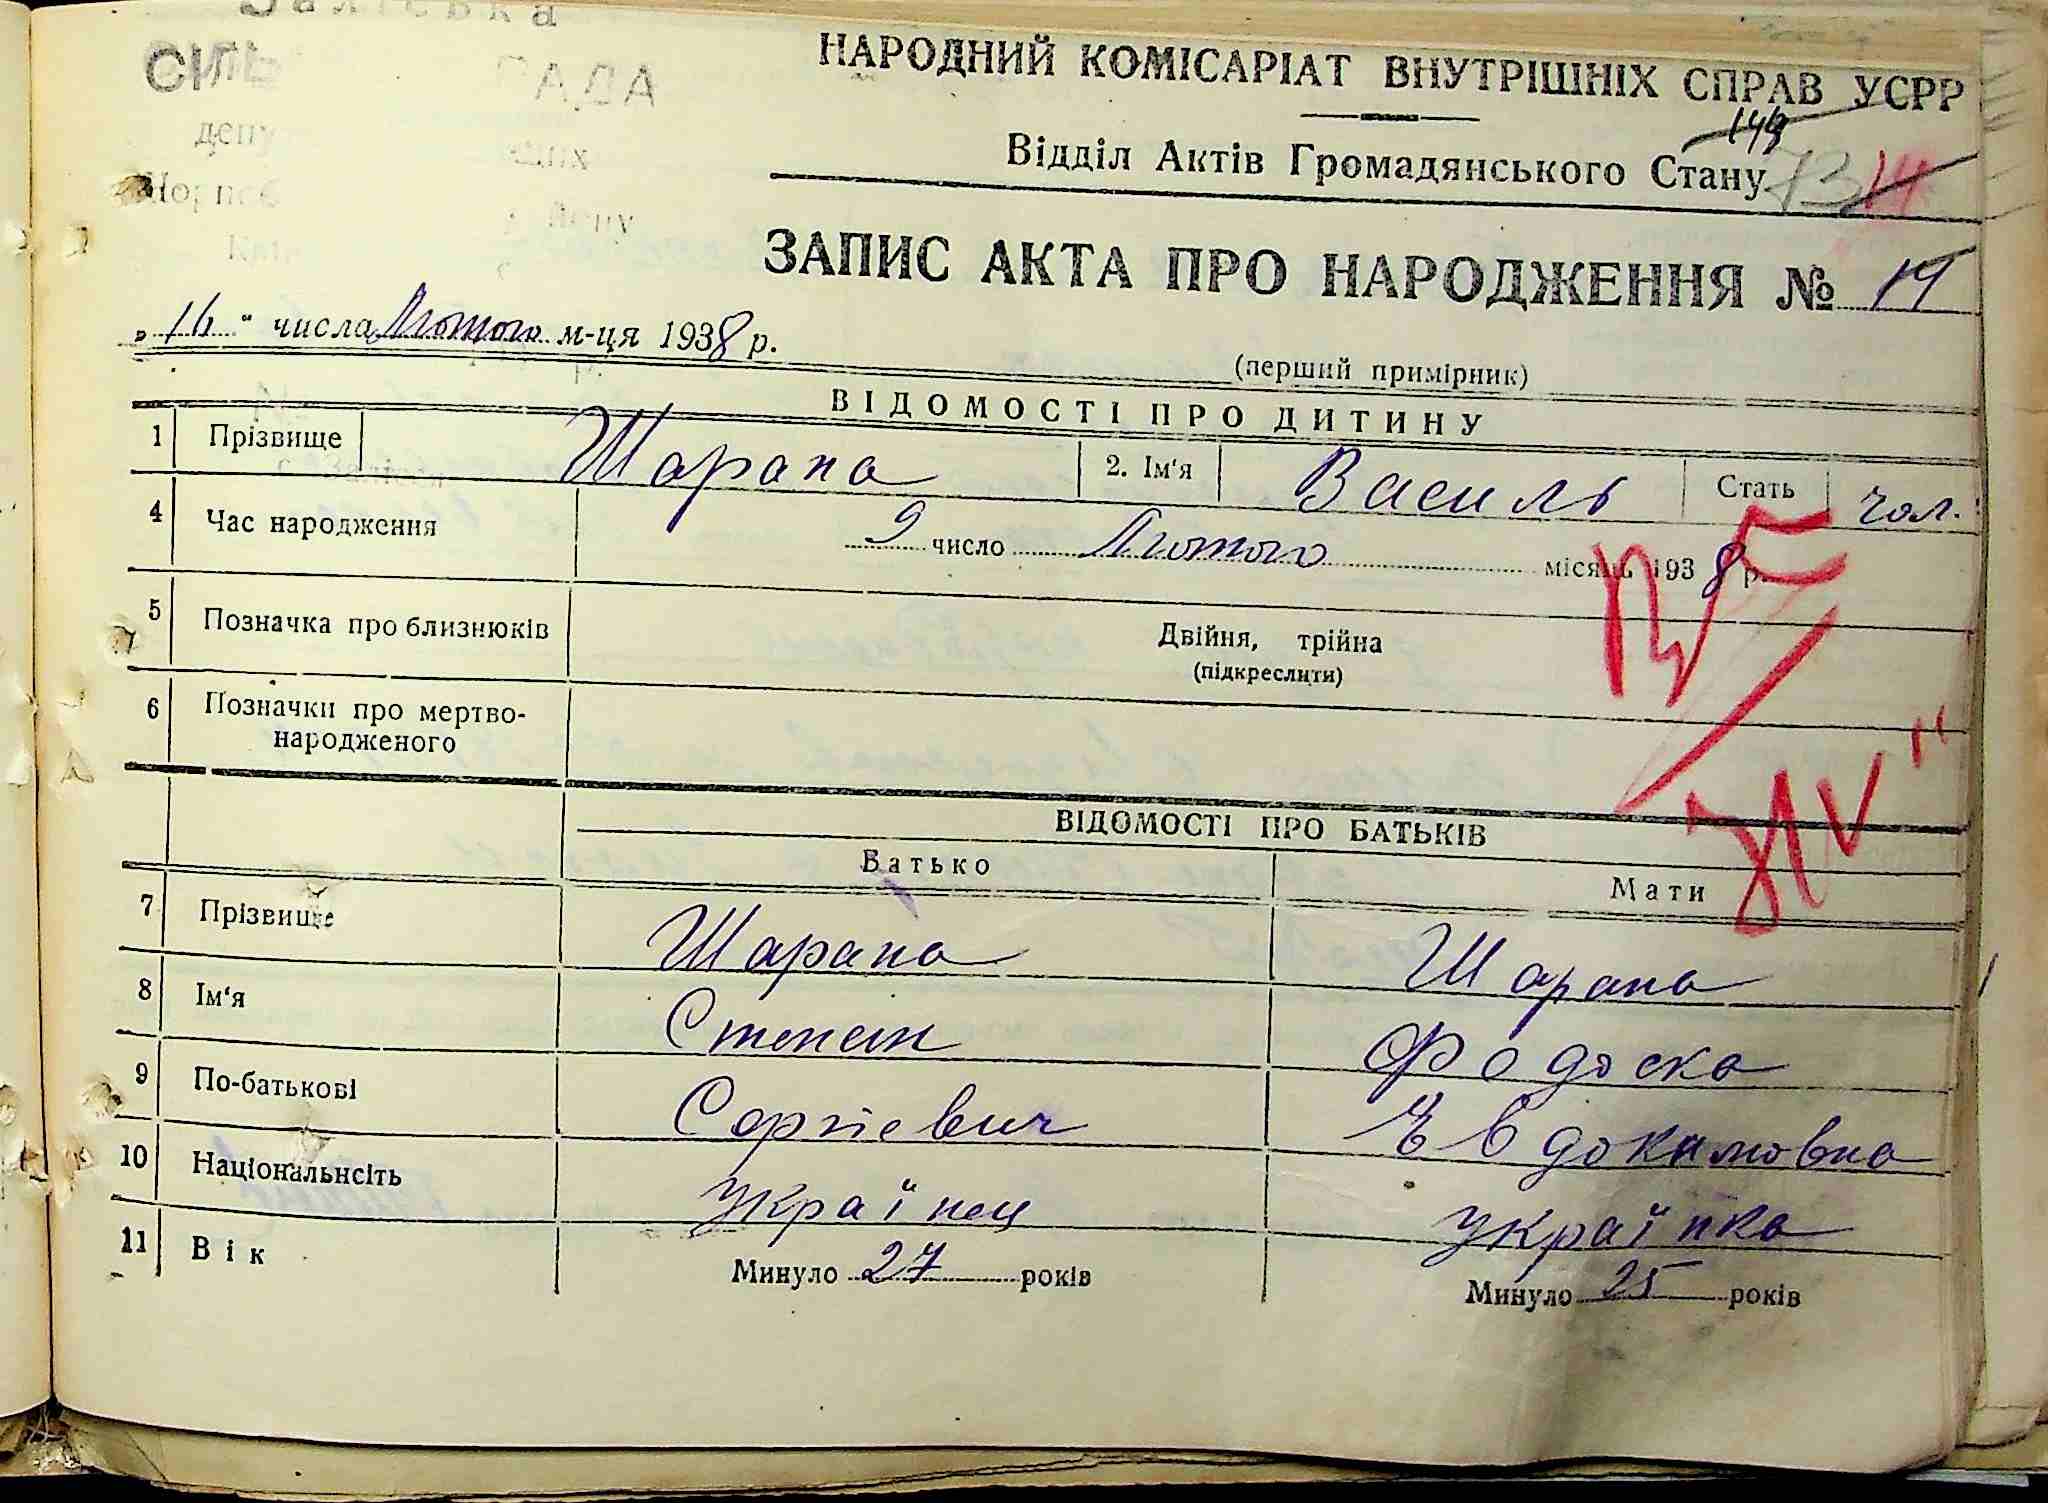 СІЛЬ РАДА
НАРОДНИЙ КОМІСАРІАТ ВНУТРІШНІХ СПРАВ УСРР
Відділ Актів Громадянського Стану
ЗАПИС АКТА ПРО НАРОДЖЕННЯ № 14
„16“ числа Лютого м-ця 1938 р.
(перший примірник)
ВІДОМОСТІ ПРО ДИТИНУ
1 Прізвище Шарапа 2. Ім'я Василь Стать чол.
4 Час народження 9 число Лютого місяць 1938 р.
5 Позначка про близнюків Двійня, трійна
(підкреслити)
6 Позначки про мертво-
народженого
ВІДОМОСТІ ПРО БАТЬКІВ
Батько Мати
7 Прізвище Шарапа Шарапа
8 Ім'я Степан Федоска
9 По-батькові Сергієвич Евдокимовна
10 Національнсіть українец українка
11 Вік Минуло 27 років Минуло 25 років